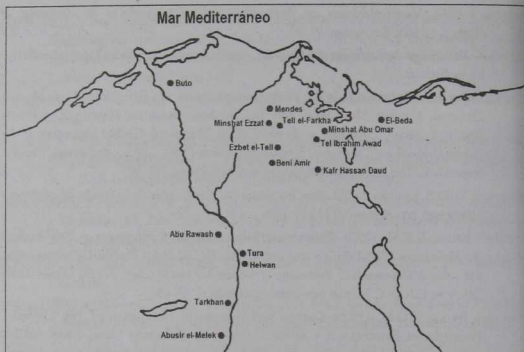 Mar Mediterráneo
Buto
Mendes
Tell el-Farkha
El-Beda
Minshat Ezzat
Minshat Abu Omar
Tel Ibrahim Awad
Ezbet el-Tell
Beni Amir
Kafr Hassan Daud
Abu Rawash
Tura
Helwan
Tarkhan
Abusir el-Melek